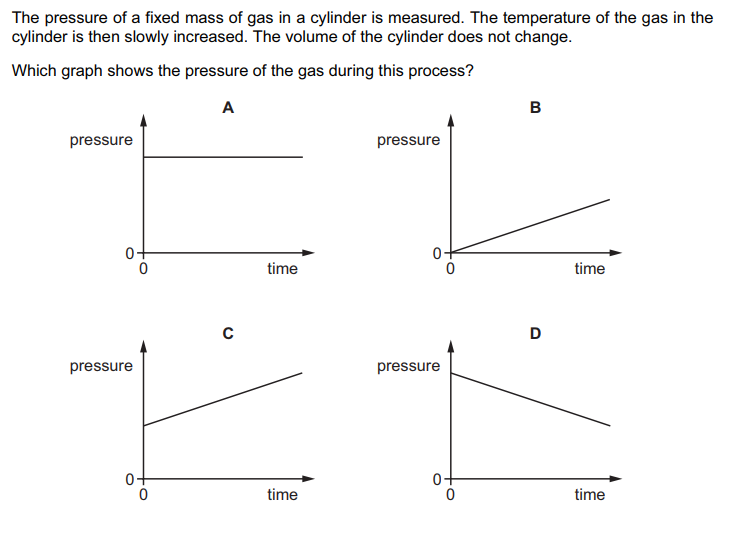 The pressure of a fixed mass of gas in a cylinder is measured. The temperature of the gas in the
cylinder is then slowly increased. The volume of the cylinder does not change.
Which graph shows the pressure of the gas during this process?
A
pressure
0
0
time
B
pressure
0
0
time
C
pressure
0
0
time
D
pressure
0
0
time